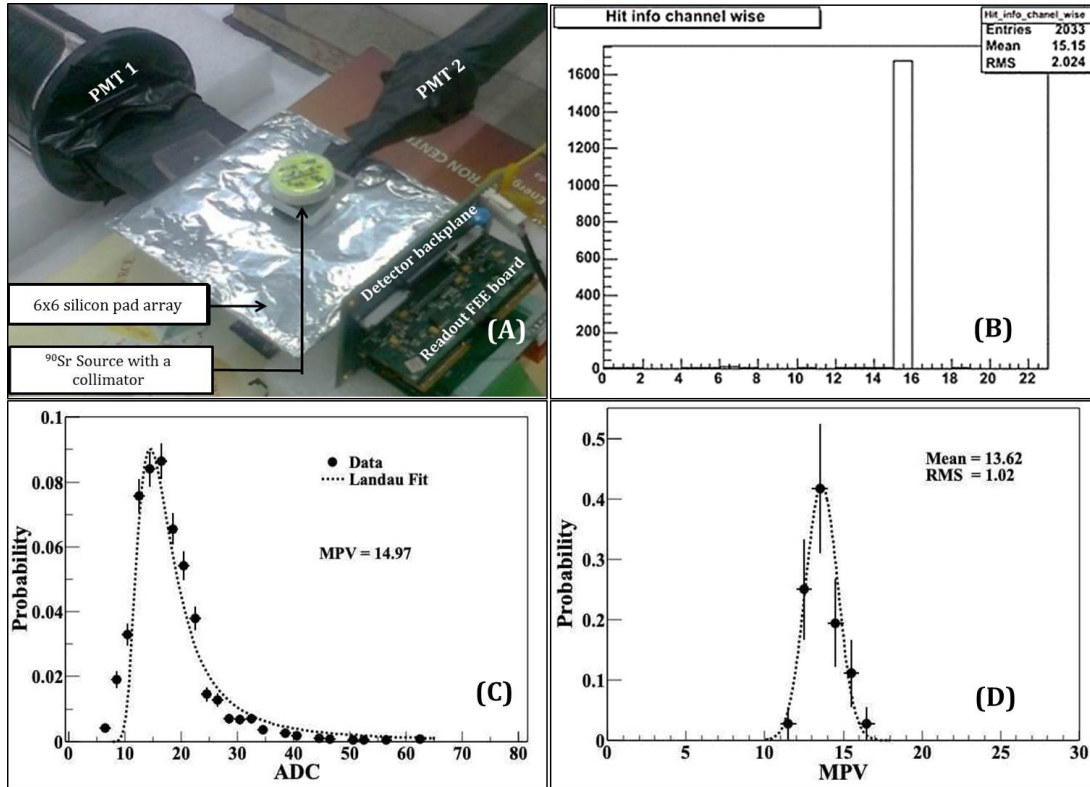 PMT 1
PMT 2
TRON CENT
Energ
Detector backplane
Readout FEE board
6x6 silicon pad array
(A)
⁹⁰Sr Source with a
collimator
Hit info channel wise
Hit_info_channel_wise
Entries 2033
Mean 15.15
RMS 2.024
1600
1400
1200
1000
800
600
400
200
0
0 2 4 6 8 10 12 14 16 18 20 22
(B)
0.1
0.08
0.06
0.04
0.02
0
Probability
Data
Landau Fit
MPV = 14.97
(C)
0 10 20 30 40 50 60 70 80
ADC
0.5
0.4
0.3
0.2
0.1
0
Probability
Mean = 13.62
RMS = 1.02
(D)
0 5 10 15 20 25 30
MPV